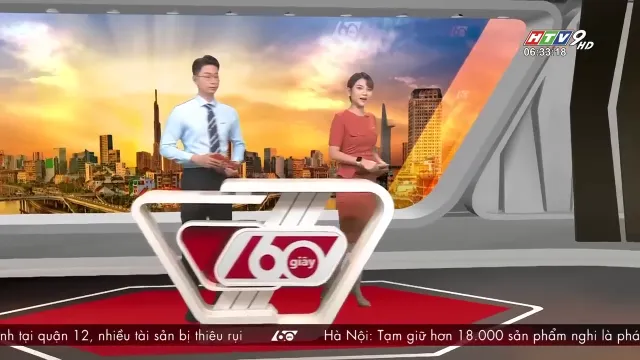 HTV9 HD
06:33:18
60 giây
nh tại quận 12, nhiều tài sản bị thiêu rụi 60 Hà Nội: Tạm giữ hơn 18.000 sản phẩm nghi là phá